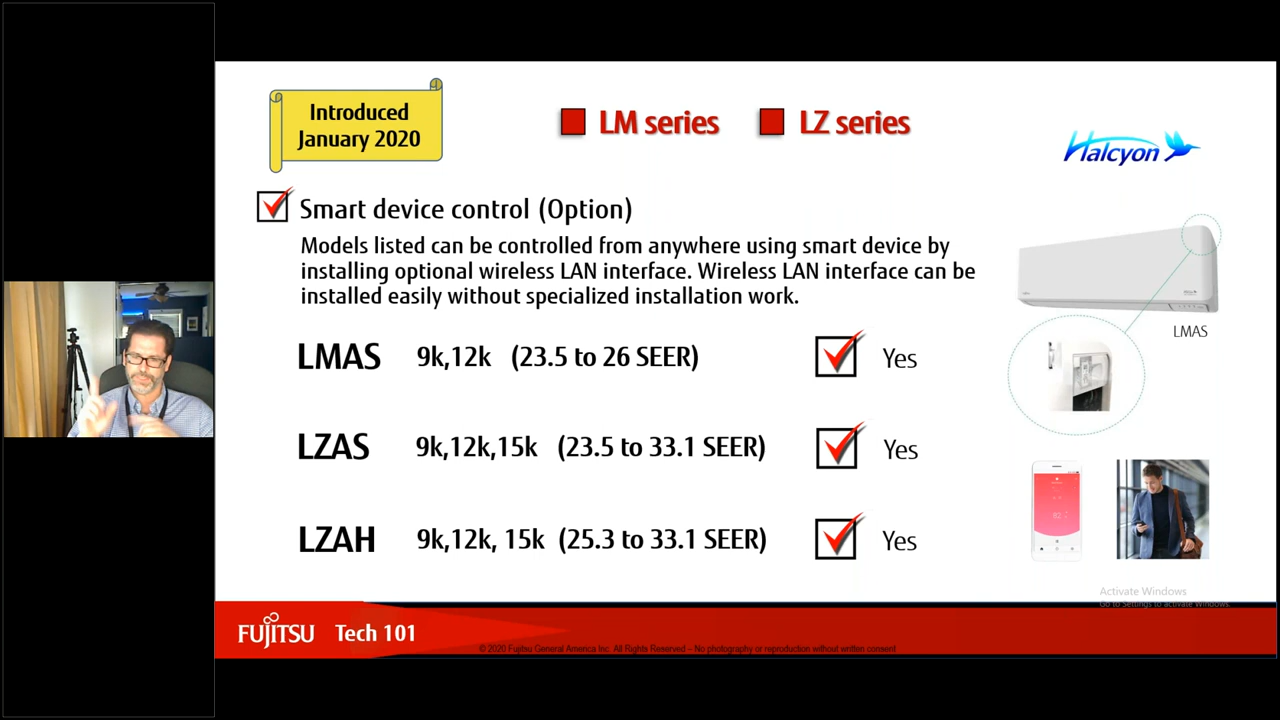 Introduced
January 2020
LM series
LZ series
Halcyon
Smart device control (Option)
Models listed can be controlled from anywhere using smart device by
installing optional wireless LAN interface. Wireless LAN interface can be
installed easily without specialized installation work.
LMAS
LMAS 9k,12k (23.5 to 26 SEER) Yes
LZAS 9k,12k,15k (23.5 to 33.1 SEER) Yes
LZAH 9k,12k, 15k (25.3 to 33.1 SEER) Yes
Activate Windows
Go to Settings to activate Windows.
FUJITSU Tech 101
© 2020 Fujitsu General America Inc. All Rights Reserved – No photography or reproduction without written consent